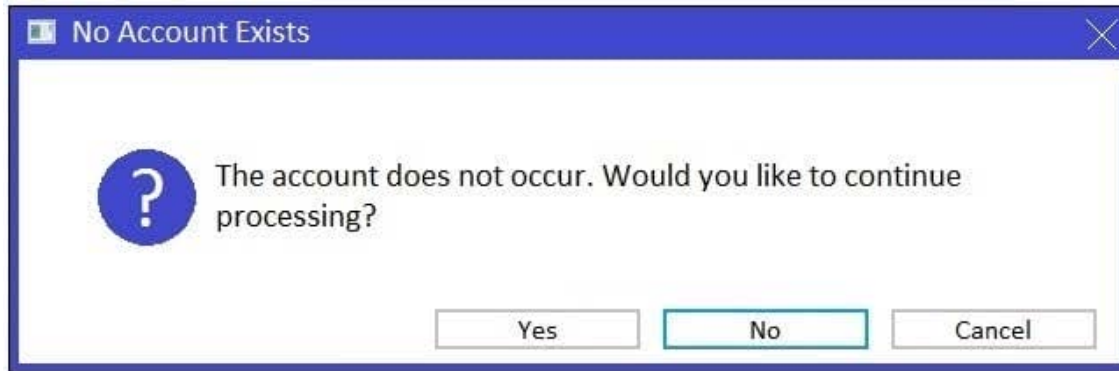 No Account Exists
The account does not occur. Would you like to continue
processing?
Yes No Cancel